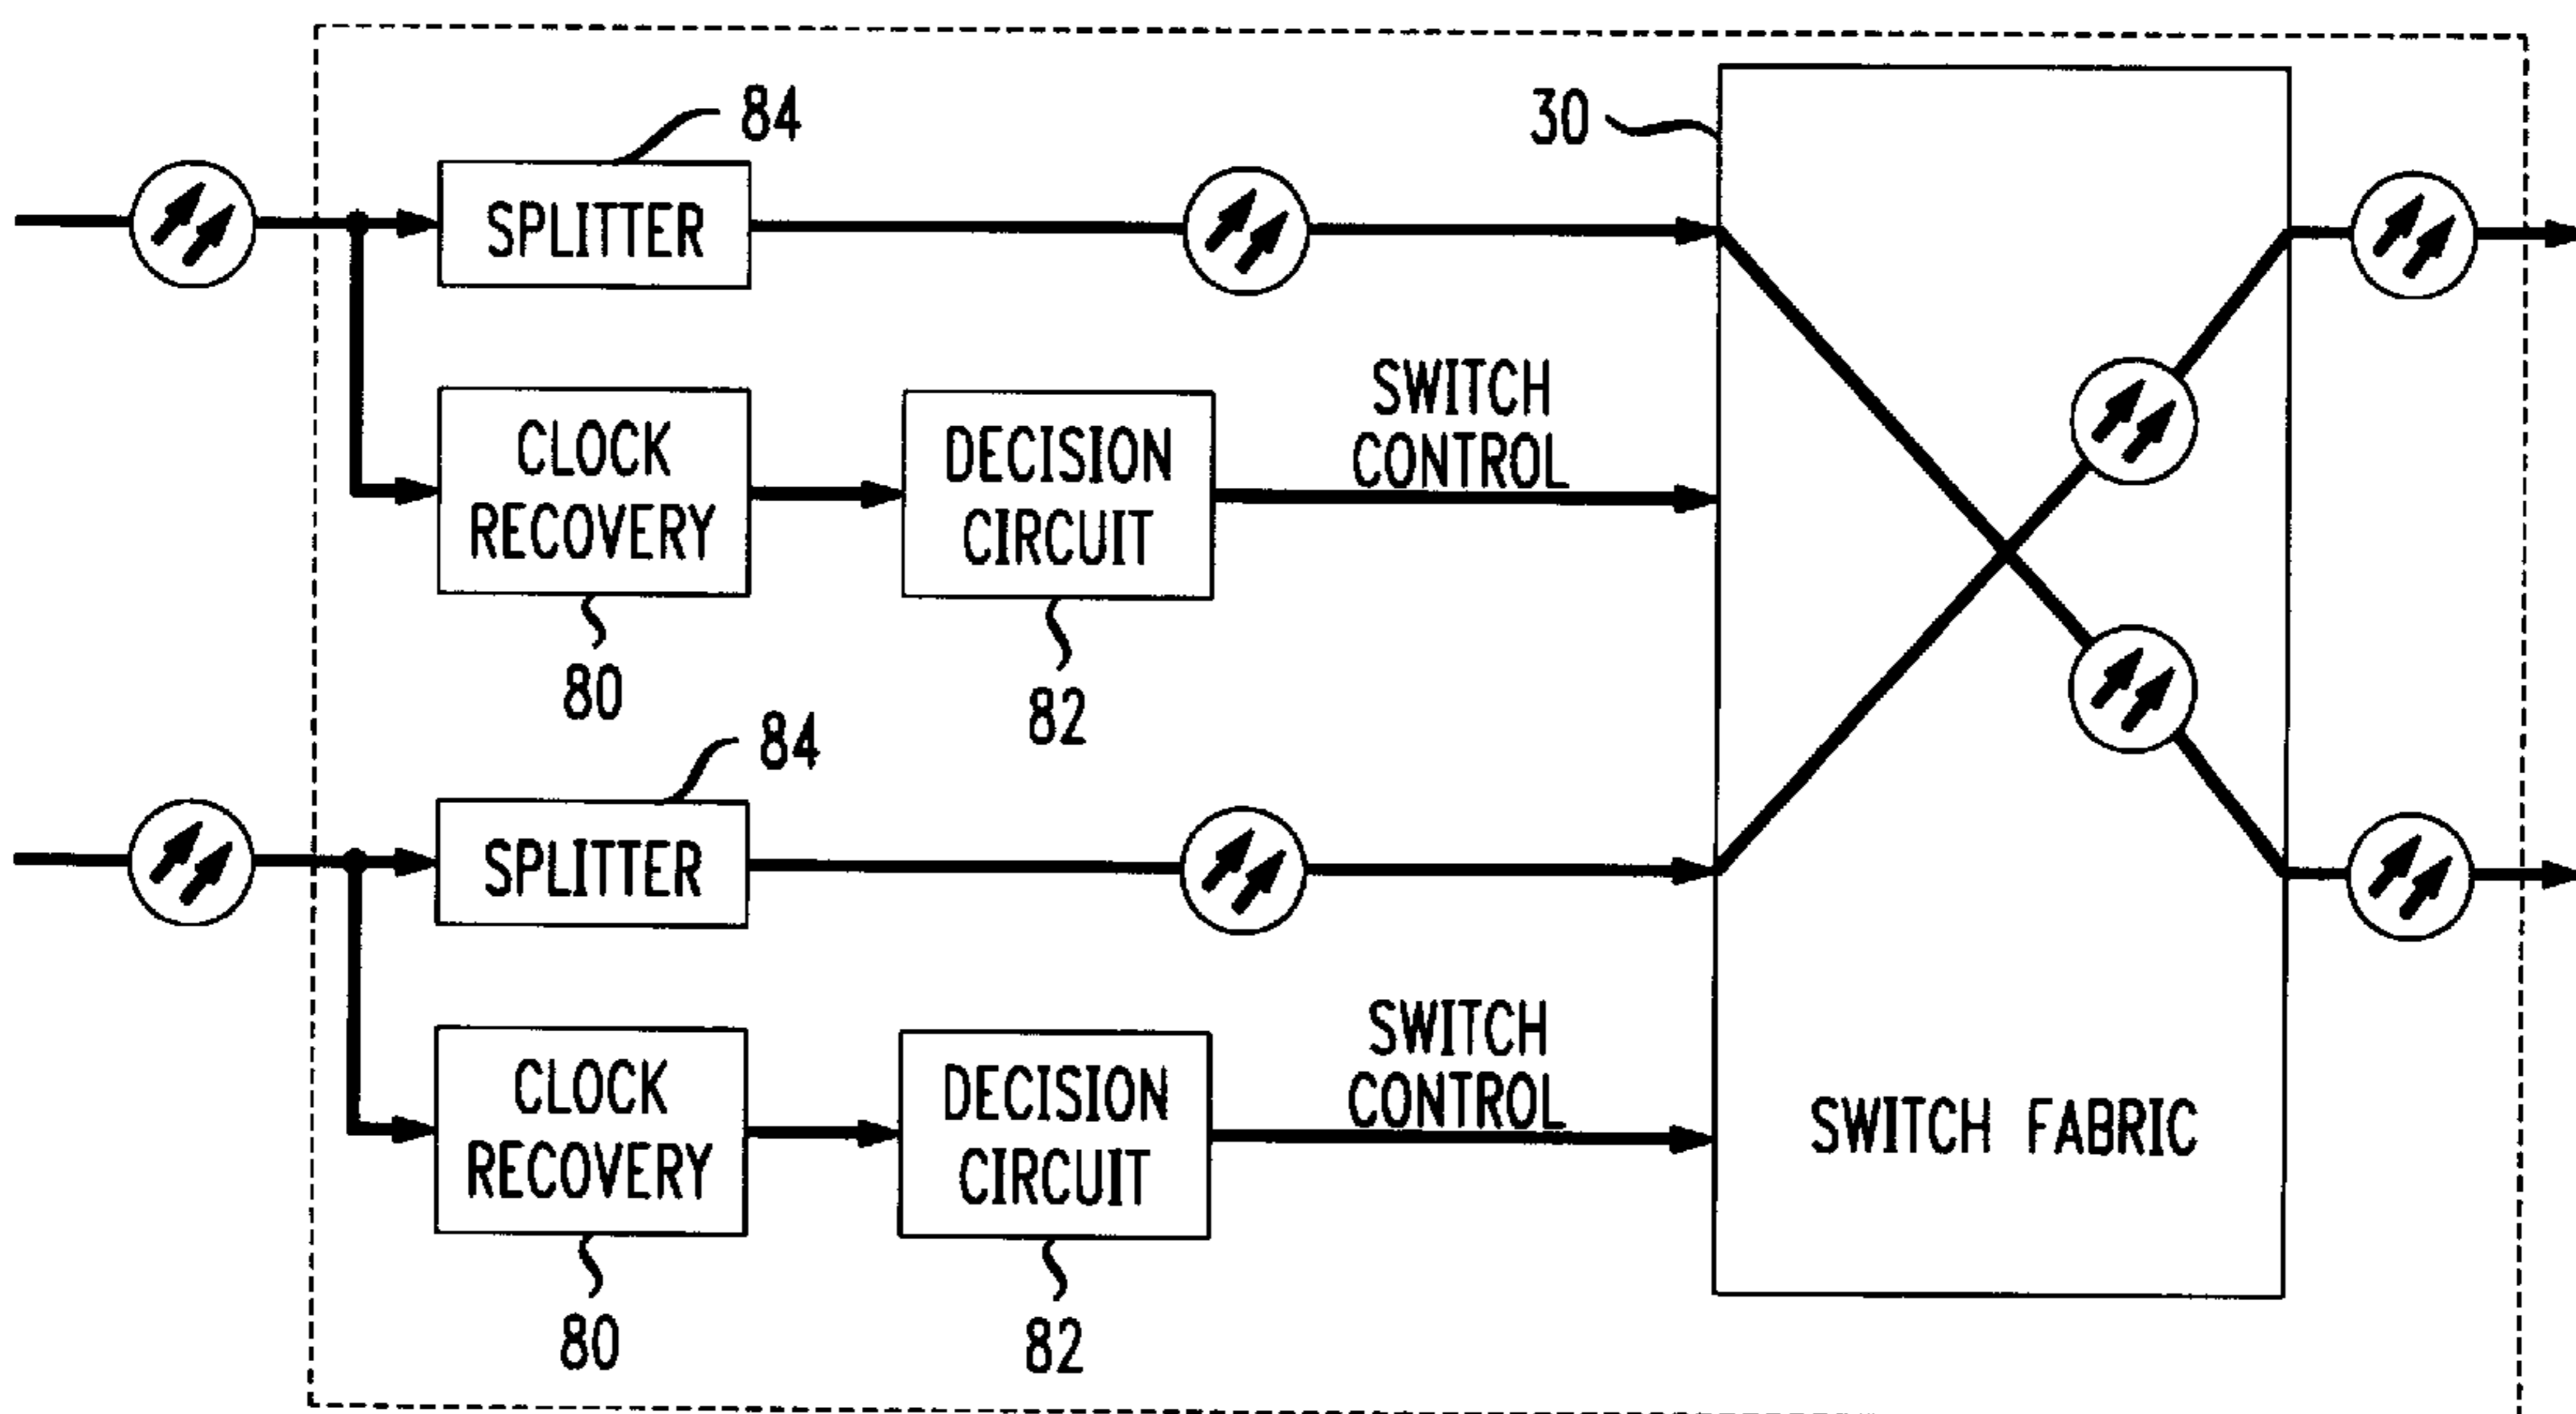 84
30
SPLITTER
SWITCH
CONTROL
CLOCK
RECOVERY
DECISION
CIRCUIT
80
82
84
SPLITTER
SWITCH
CONTROL
CLOCK
RECOVERY
DECISION
CIRCUIT
SWITCH FABRIC
80
82